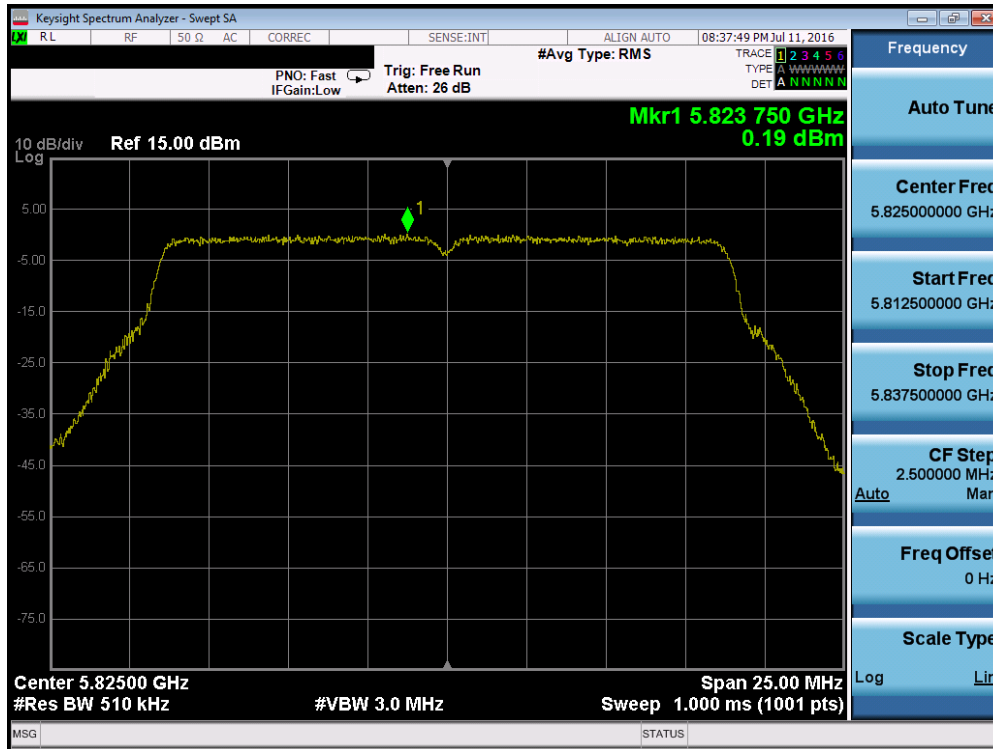 Keysight Spectrum Analyzer - Swept SA
LXI RL RF 50 Ω AC CORREC SENSE:INT ALIGN AUTO 08:37:49 PM Jul 11, 2016
#Avg Type: RMS
TRACE 1 2 3 4 5 6
TYPE A WWWWW
DET A N N N N N
PNO: Fast
IFGain:Low
Trig: Free Run
Atten: 26 dB
Mkr1 5.823 750 GHz
0.19 dBm
10 dB/div Ref 15.00 dBm
Log
5.00
-5.00
-15.0
-25.0
-35.0
-45.0
-55.0
-65.0
-75.0
1
Center 5.82500 GHz Span 25.00 MHz
#Res BW 510 kHz #VBW 3.0 MHz Sweep 1.000 ms (1001 pts)
MSG STATUS
Frequency
Auto Tune
Center Freq
5.825000000 GHz
Start Freq
5.812500000 GHz
Stop Freq
5.837500000 GHz
CF Step
2.500000 MHz
Auto Man
Freq Offset
0 Hz
Scale Type
Log Lin